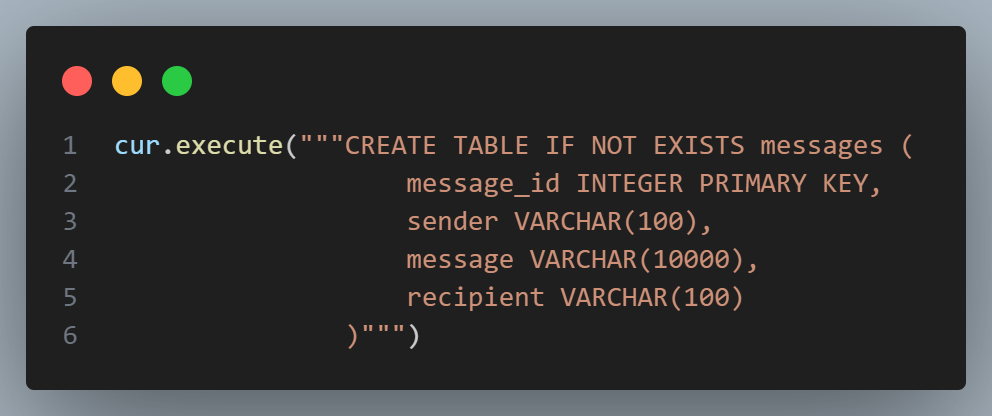 1 cur.execute("""CREATE TABLE IF NOT EXISTS messages (
2 message_id INTEGER PRIMARY KEY,
3 sender VARCHAR(100),
4 message VARCHAR(10000),
5 recipient VARCHAR(100)
6 )""")